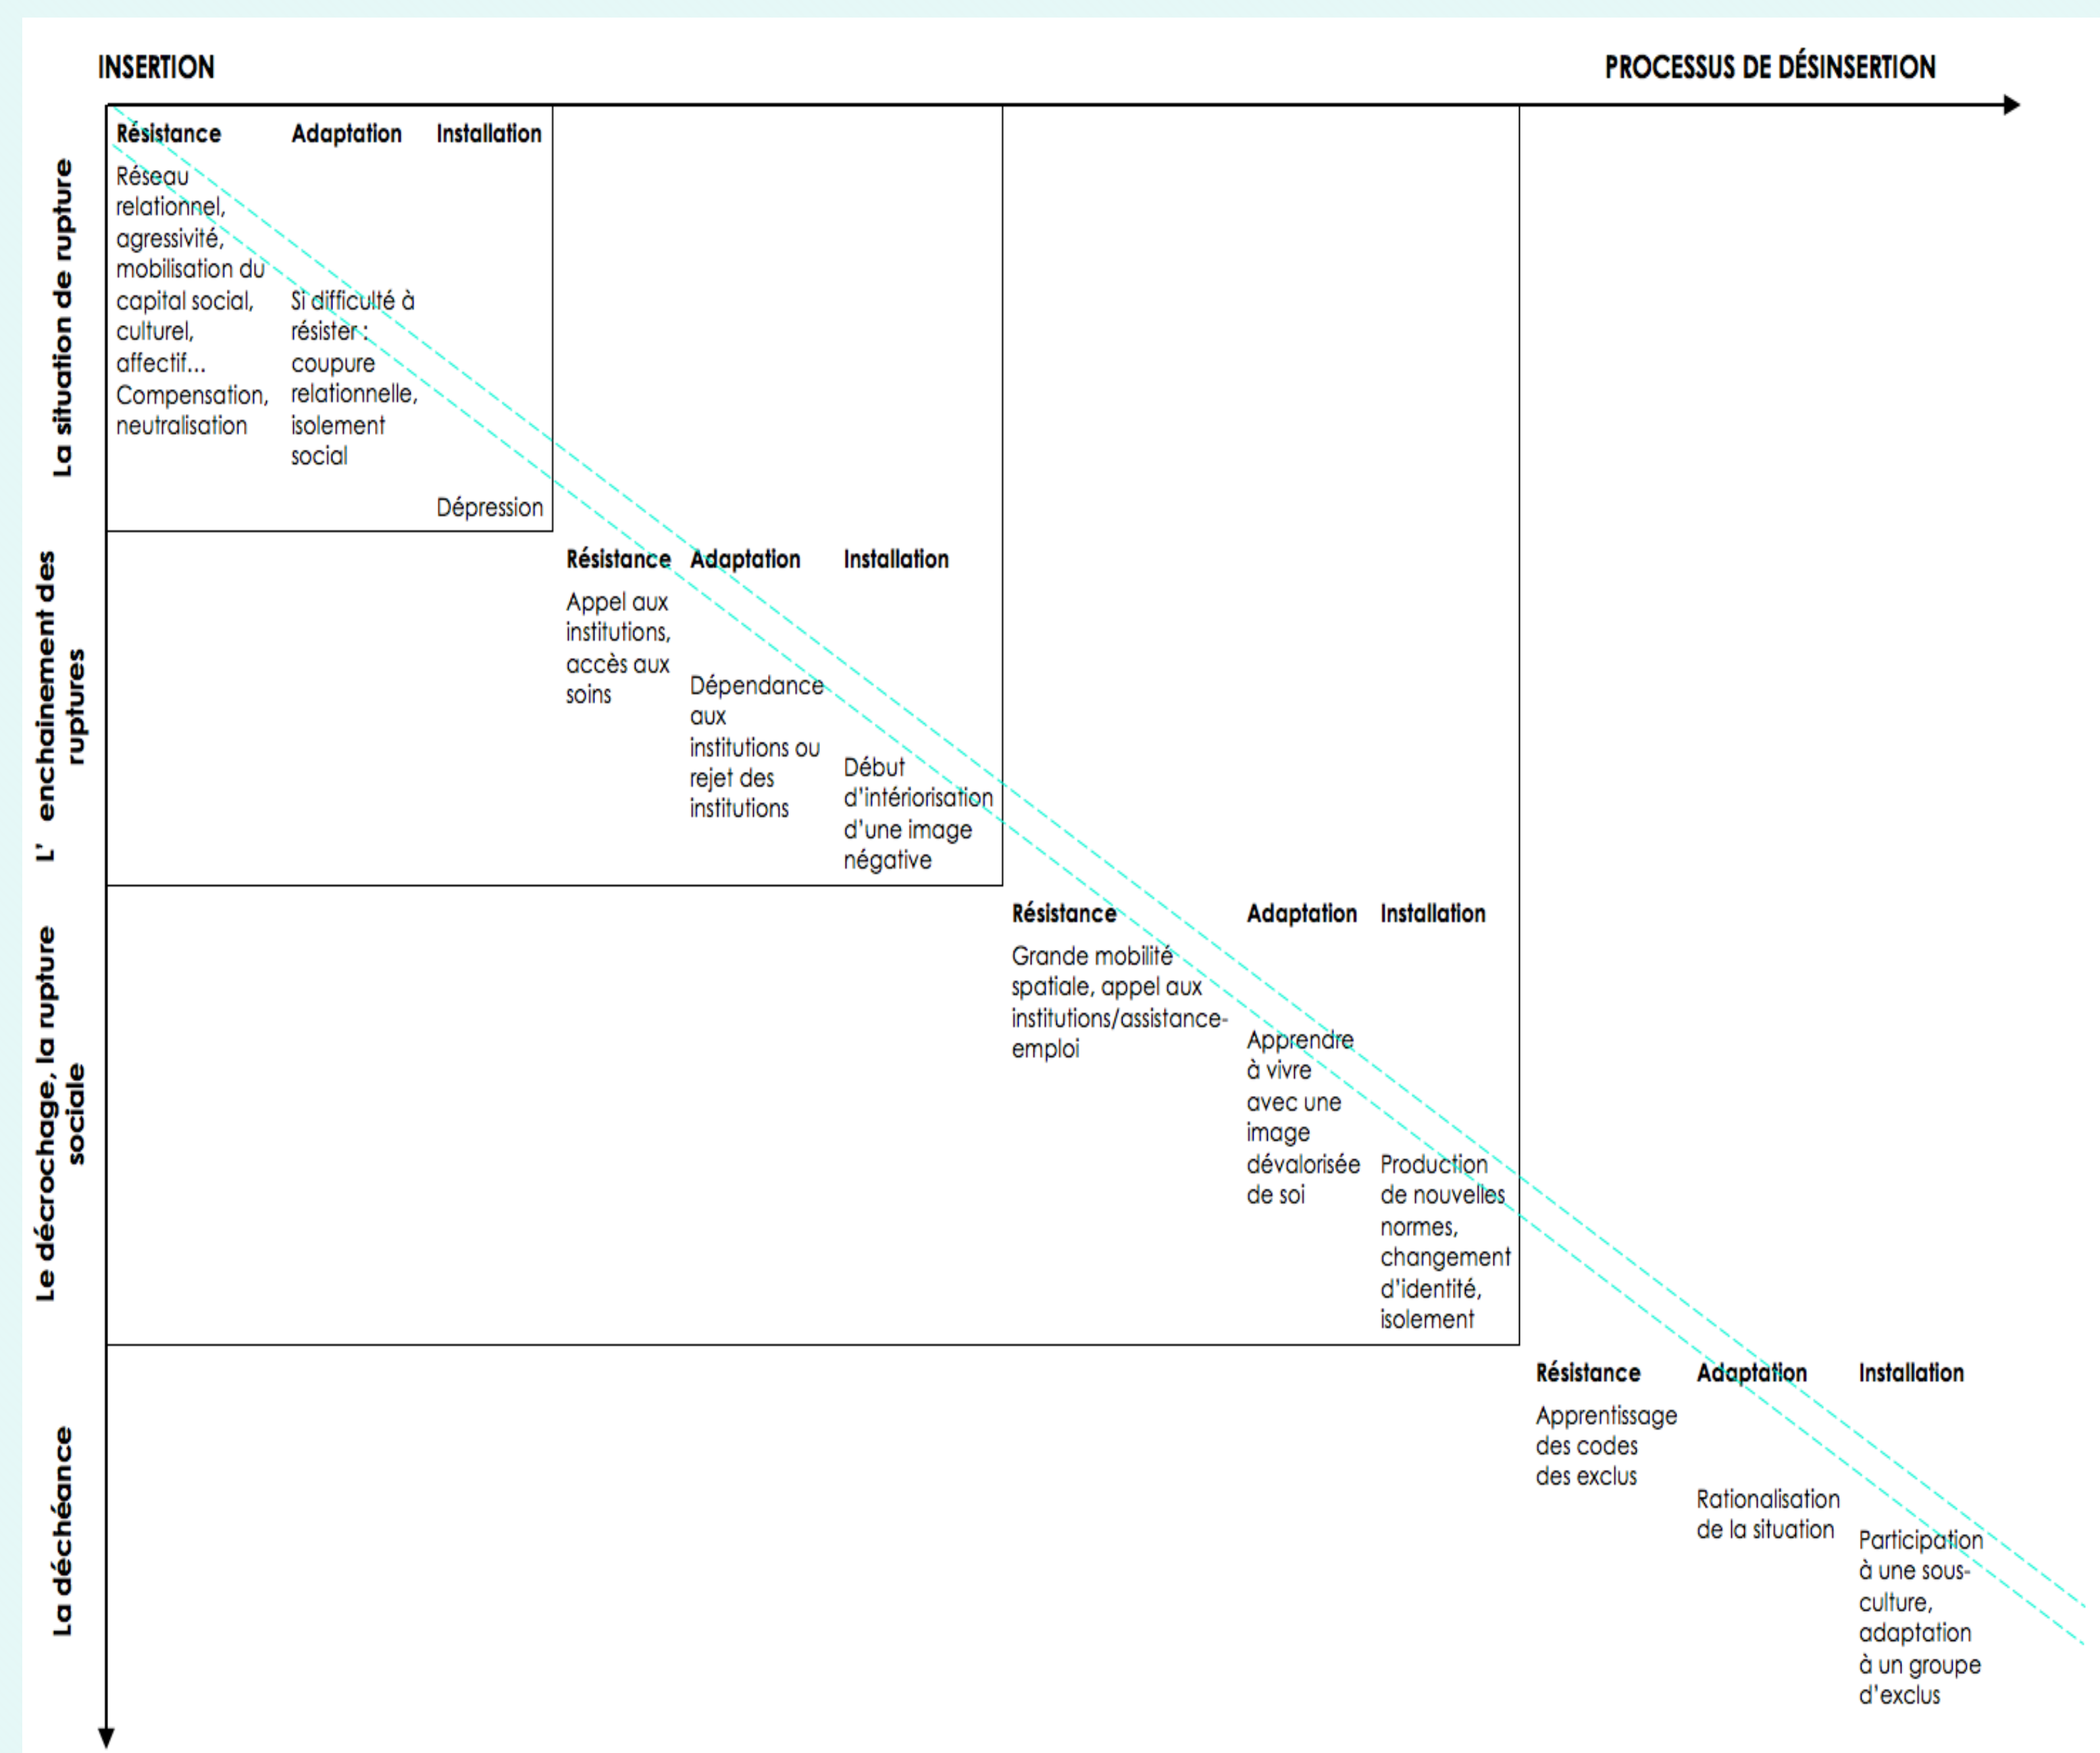 INSERTION
PROCESSUS DE DÉSINSERTION
La situation de rupture
Résistance
Réseau
relationnel,
agressivité,
mobilisation du
capital social,
culturel,
affectif...
Compensation,
neutralisation
Adaptation
Si difficulté à
résister :
coupure
relationnelle,
isolement
social
Installation
Dépression
L' enchainement des
ruptures
Résistance
Appel aux
institutions,
accès aux
soins
Adaptation
Dépendance
aux
institutions ou
rejet des
institutions
Installation
Début
d'intériorisation
d'une image
négative
Le décrochage, la rupture
sociale
Résistance
Grande mobilité
spatiale, appel aux
institutions/assistance-
emploi
Adaptation
Apprendre
à vivre
avec une
image
dévalorisée
de soi
Installation
Production
de nouvelles
normes,
changement
d'identité,
isolement
La déchéance
Résistance
Apprentissage
des codes
des exclus
Adaptation
Rationalisation
de la situation
Installation
Participation
à une sous-
culture,
adaptation
à un groupe
d'exclus